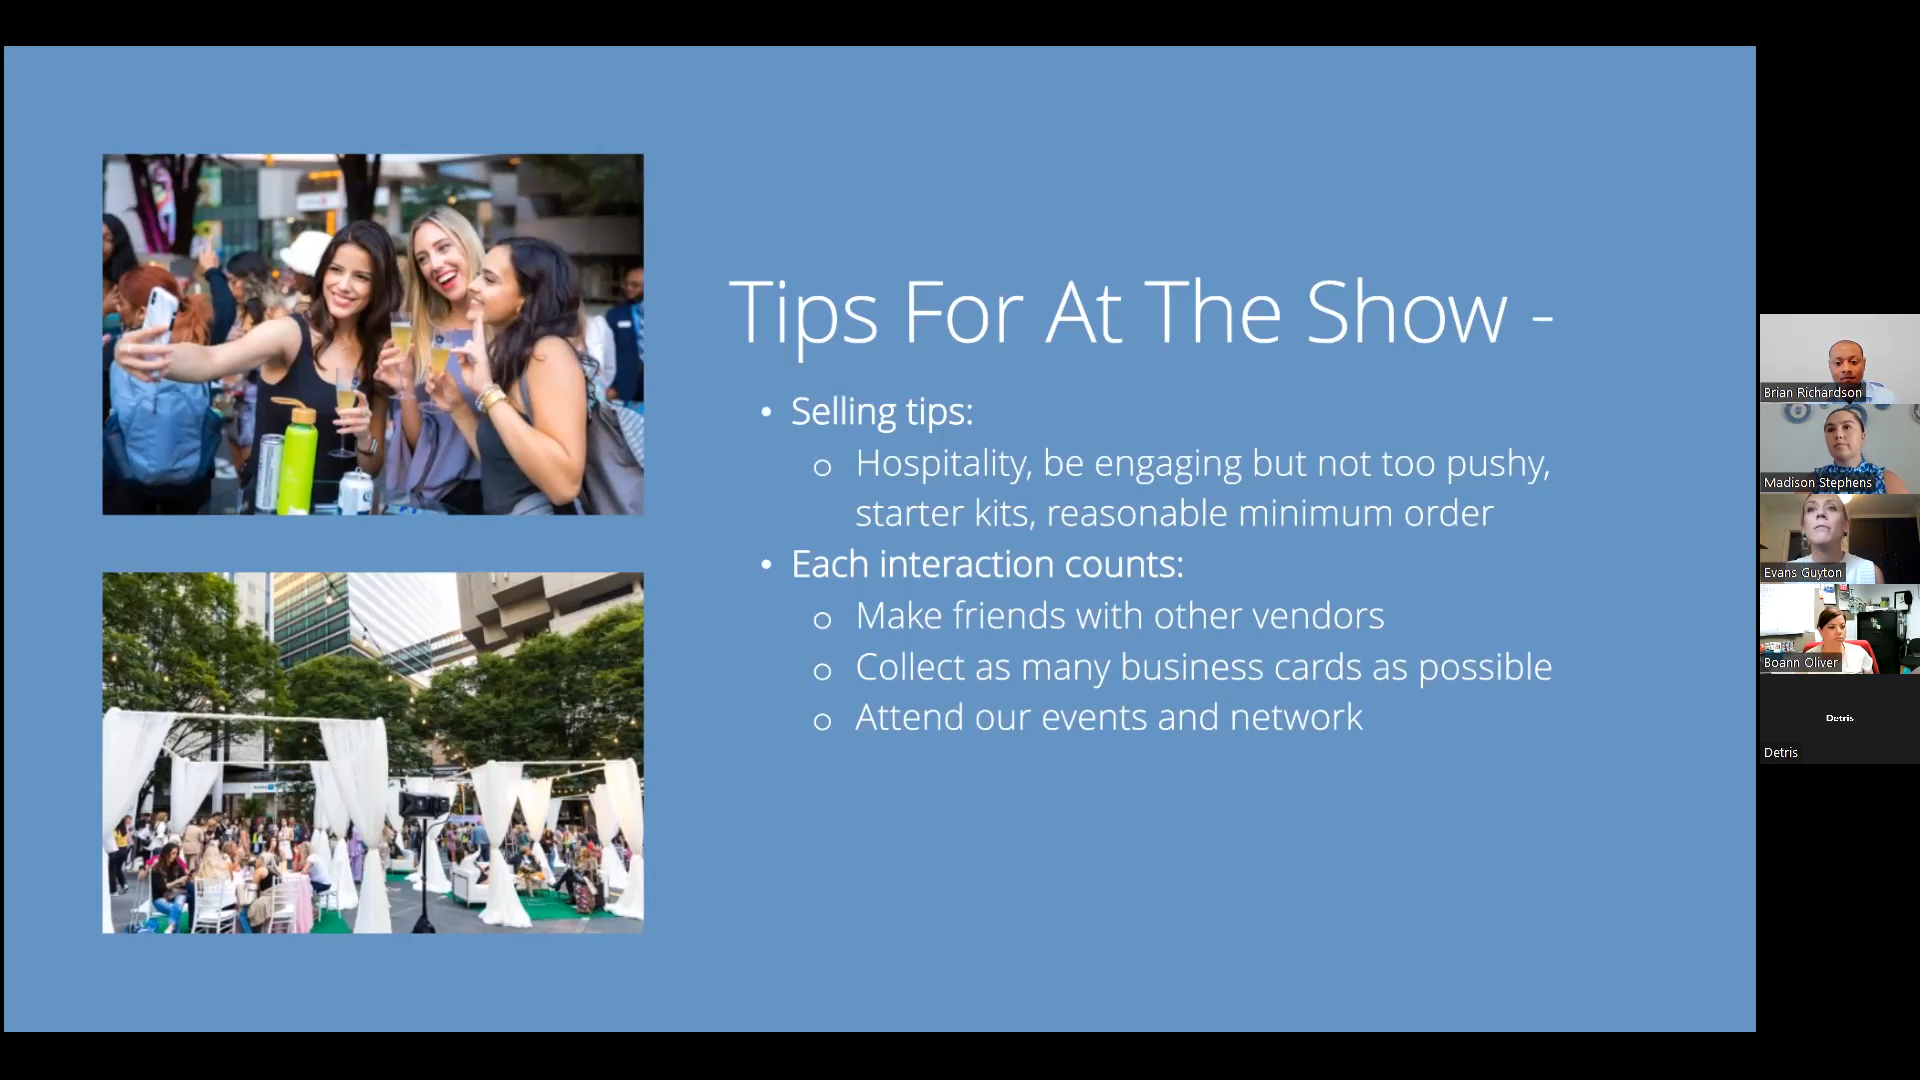 Tips For At The Show -
• Selling tips:
o Hospitality, be engaging but not too pushy,
starter kits, reasonable minimum order
• Each interaction counts:
o Make friends with other vendors
o Collect as many business cards as possible
o Attend our events and network
Brian Richardson
Madison Stephens
Evans Guyton
Boann Oliver
Detris
Detris